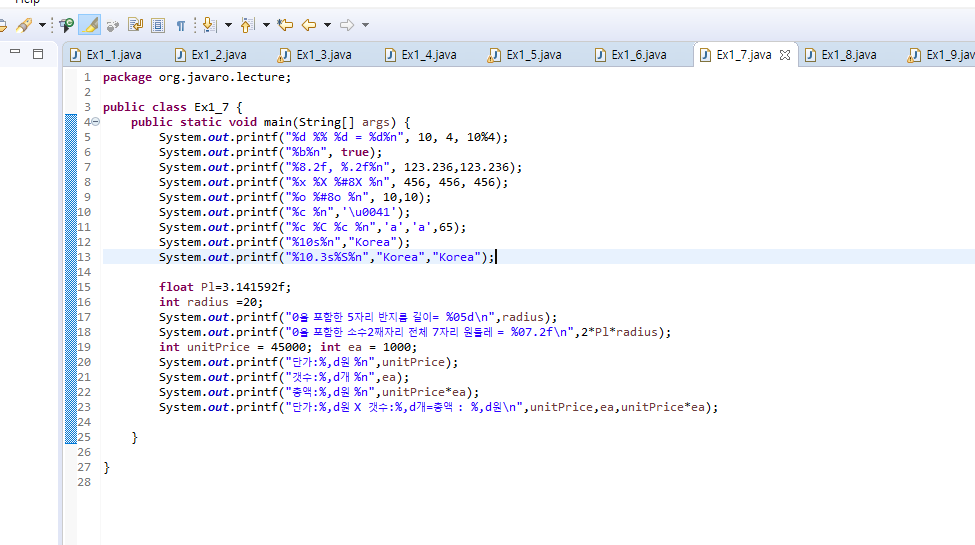 Help
Ex1_1.java Ex1_2.java Ex1_3.java Ex1_4.java Ex1_5.java Ex1_6.java Ex1_7.java Ex1_8.java Ex1_9.jav
1 package org.javaro.lecture;
2
3 public class Ex1_7 {
4 public static void main(String[] args) {
5 System.out.printf("%d %% %d = %d%n", 10, 4, 10%4);
6 System.out.printf("%b%n", true);
7 System.out.printf("%8.2f, %.2f%n", 123.236,123.236);
8 System.out.printf("%x %X %#8X %n", 456, 456, 456);
9 System.out.printf("%o %#8o %n", 10,10);
10 System.out.printf("%c %n",'\u0041');
11 System.out.printf("%c %C %c %n",'a','a',65);
12 System.out.printf("%10s%n","Korea");
13 System.out.printf("%10.3s%S%n","Korea","Korea");
14
15 float Pl=3.141592f;
16 int radius =20;
17 System.out.printf("0을 포함한 5자리 반지름 길이= %05d\n",radius);
18 System.out.printf("0을 포함한 소수2째자리 전체 7자리 원둘레 = %07.2f\n",2*Pl*radius);
19 int unitPrice = 45000; int ea = 1000;
20 System.out.printf("단가:%,d원 %n",unitPrice);
21 System.out.printf("갯수:%,d개 %n",ea);
22 System.out.printf("총액:%,d원 %n",unitPrice*ea);
23 System.out.printf("단가:%,d원 X 갯수:%,d개=총액 : %,d원\n",unitPrice,ea,unitPrice*ea);
24
25 }
26
27 }
28